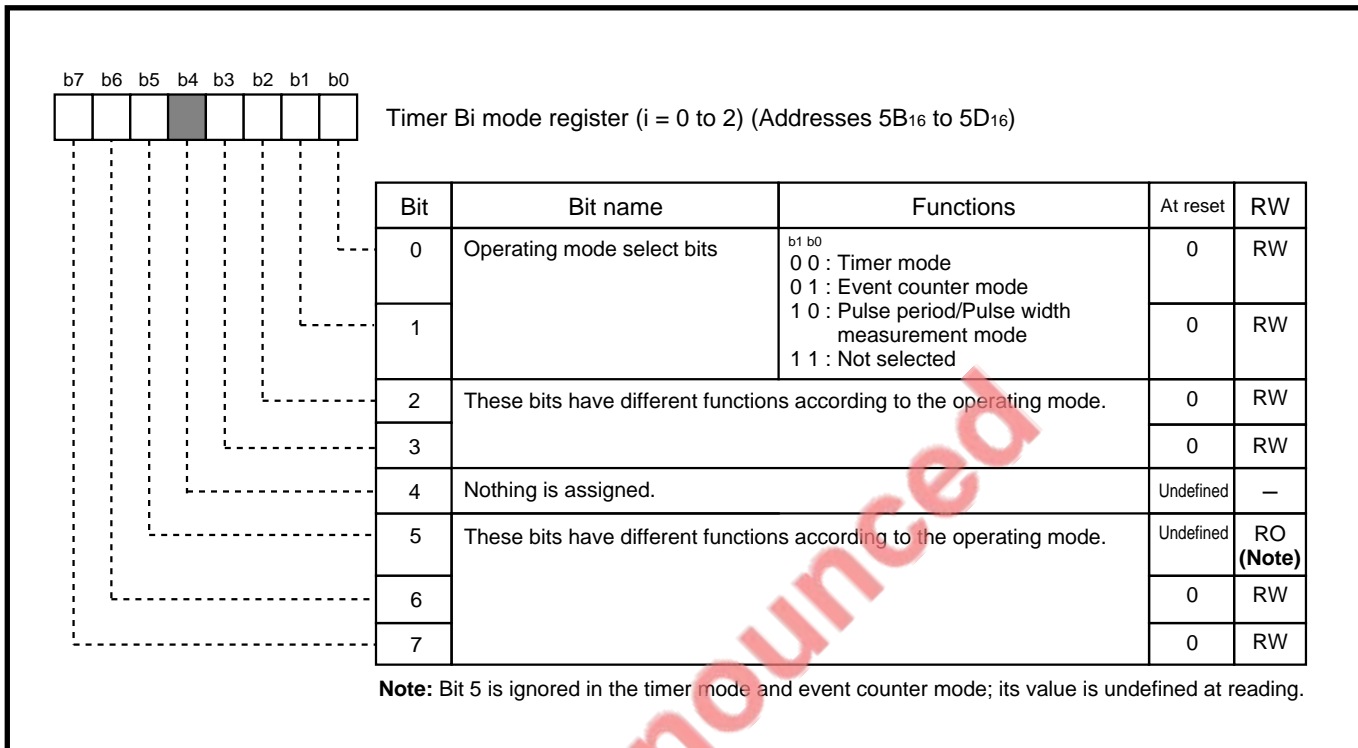 b7 b6 b5 b4 b3 b2 b1 b0
Timer Bi mode register (i = 0 to 2) (Addresses 5B16 to 5D16)
Bit Bit name Functions At reset RW
0 Operating mode select bits b1 b0 0 RW
0 0 : Timer mode
0 1 : Event counter mode
1 1 0 : Pulse period/Pulse width 0 RW
measurement mode
1 1 : Not selected
2 These bits have different functions according to the operating mode. 0 RW
3 0 RW
4 Nothing is assigned. Undefined –
5 These bits have different functions according to the operating mode. Undefined RO
(Note)
6 0 RW
7 0 RW
Note: Bit 5 is ignored in the timer mode and event counter mode; its value is undefined at reading.
nounced